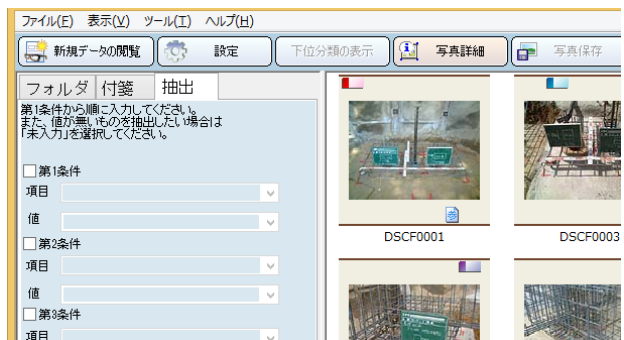 ファイル(F) 表示(V) ツール(T) ヘルプ(H)
新規データの閲覧 設定 下位分類の表示 写真詳細 写真保存
フォルダ 付箋 抽出
第1条件から順に入力してください。
また、値が無いものを抽出したい場合は
「未入力」を選択してください。
第1条件
項目
値
第2条件
項目
値
第3条件
項目
DSCF0001 DSCF0003